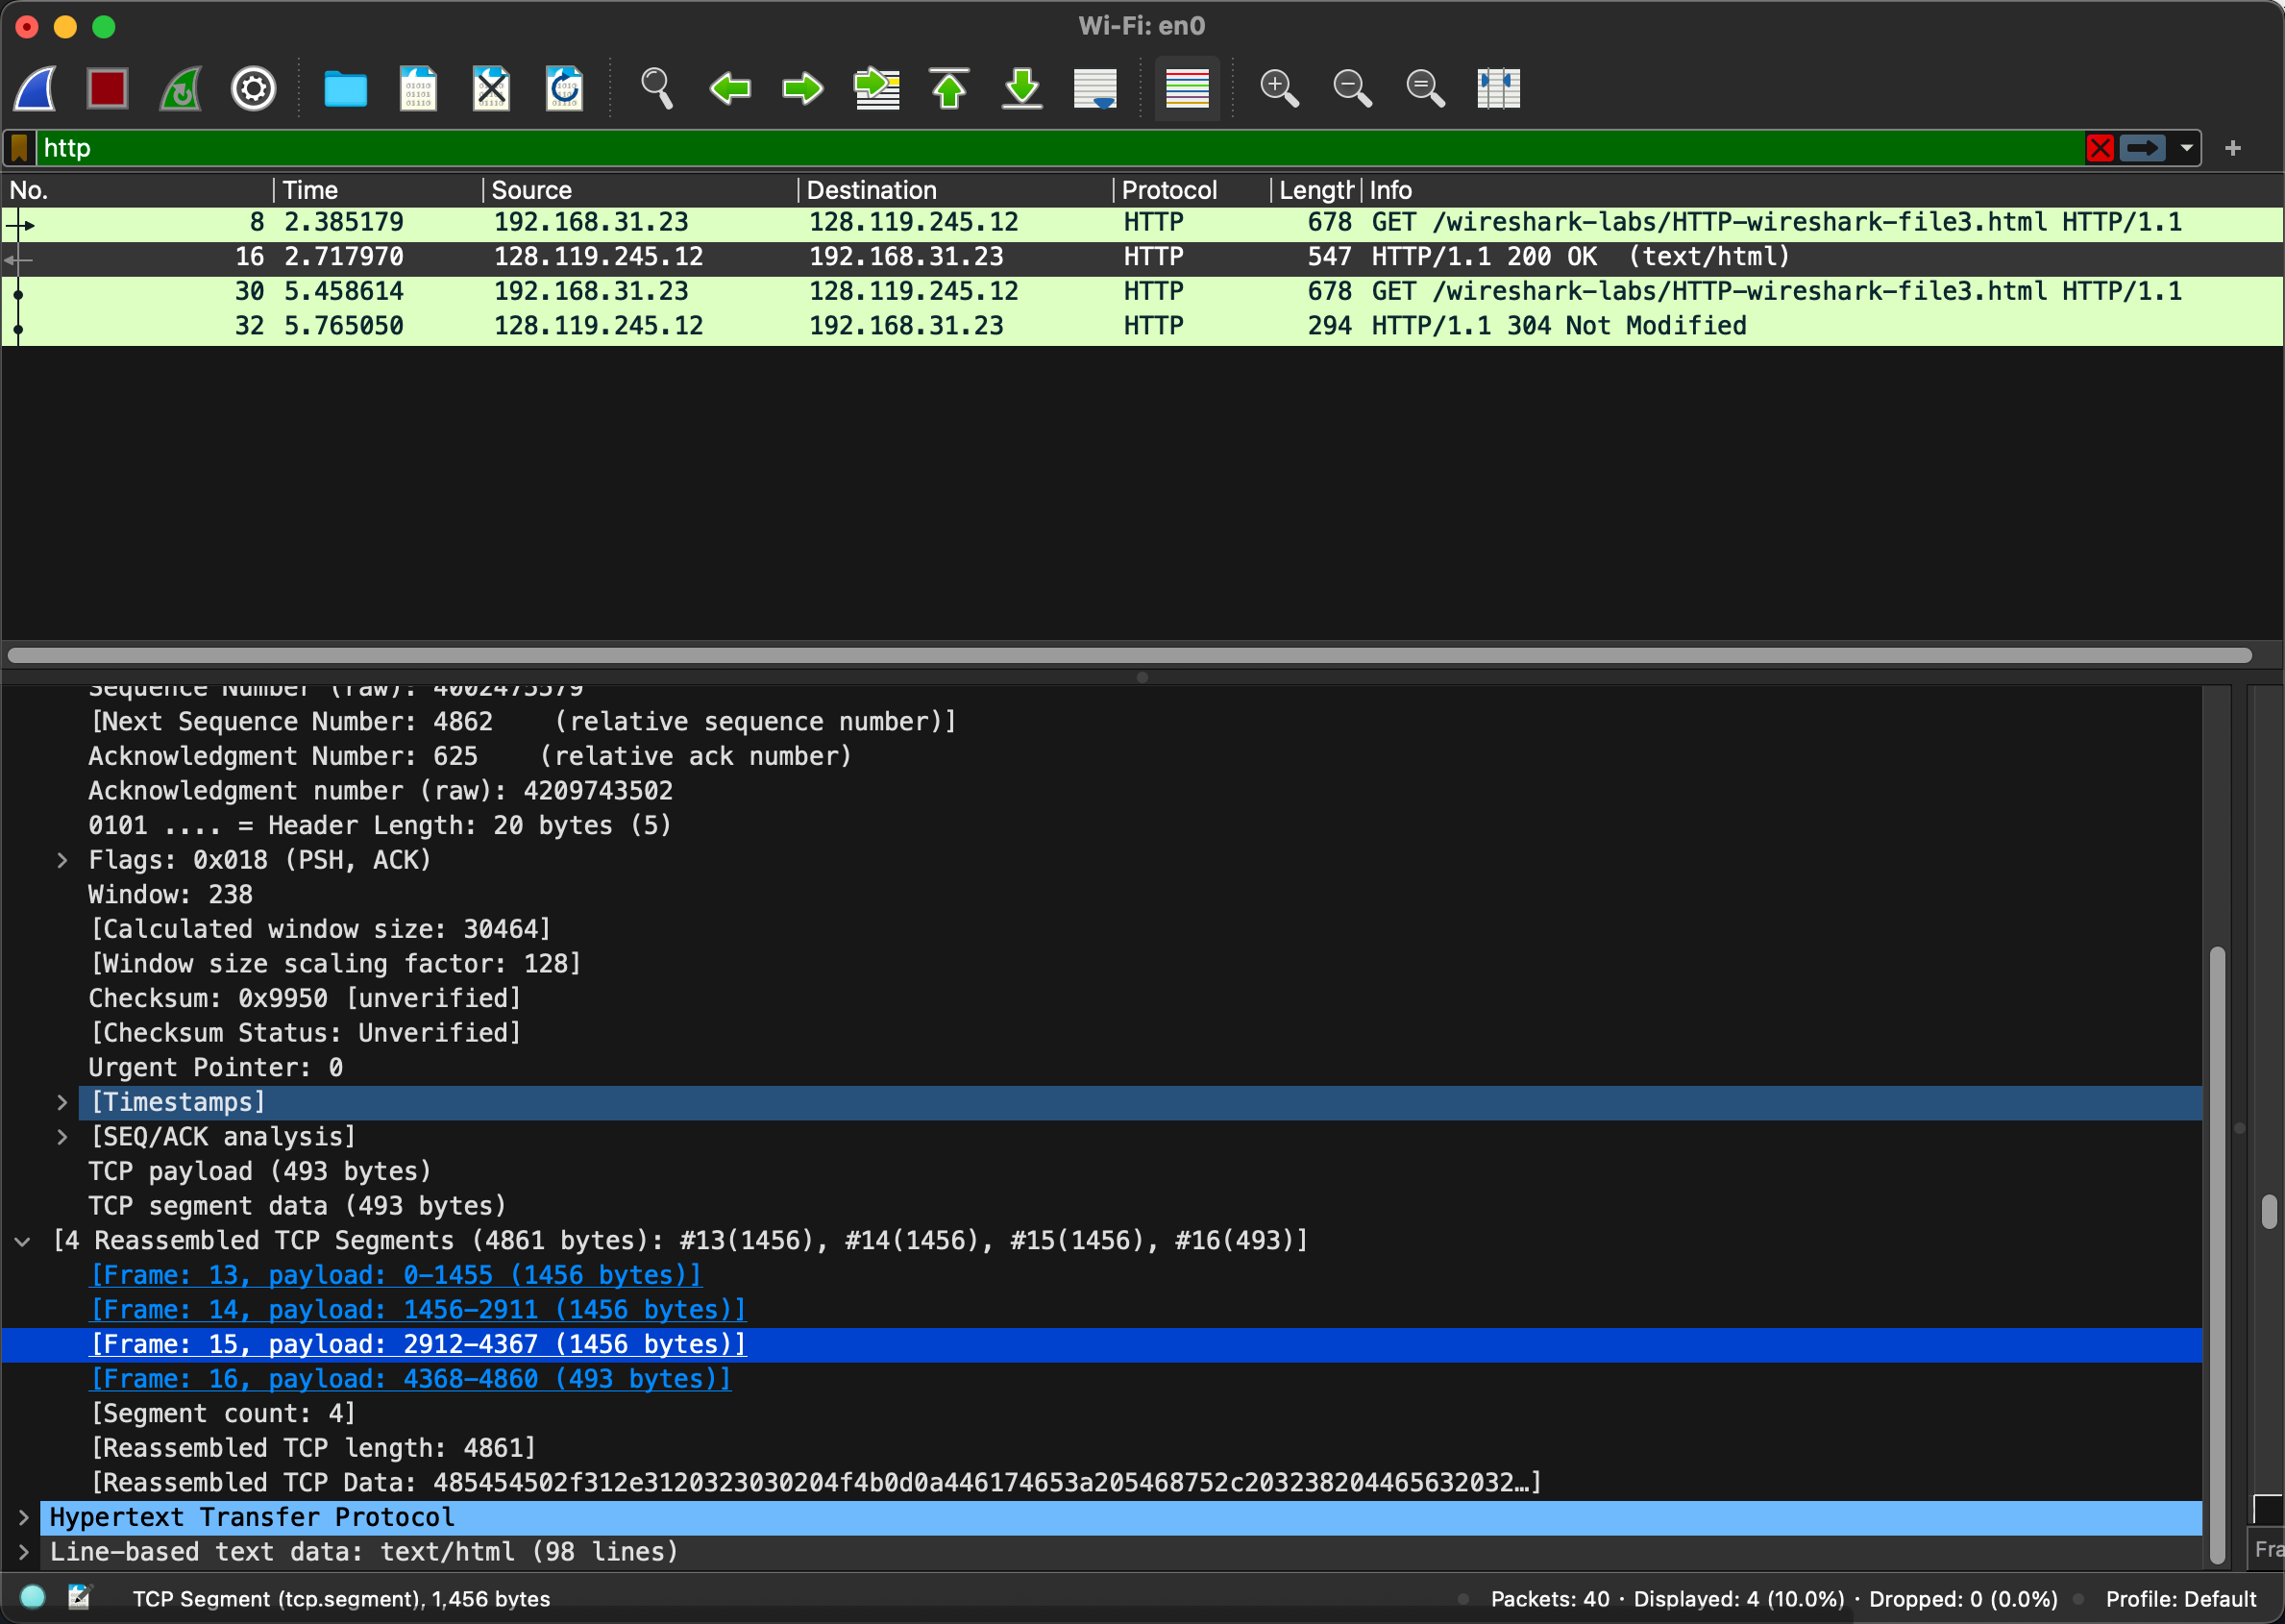 Wi-Fi: en0
http
No. Time Source Destination Protocol Length Info
8 2.385179 192.168.31.23 128.119.245.12 HTTP 678 GET /wireshark-labs/HTTP-wireshark-file3.html HTTP/1.1
16 2.717970 128.119.245.12 192.168.31.23 HTTP 547 HTTP/1.1 200 OK  (text/html)
30 5.458614 192.168.31.23 128.119.245.12 HTTP 678 GET /wireshark-labs/HTTP-wireshark-file3.html HTTP/1.1
32 5.765050 128.119.245.12 192.168.31.23 HTTP 294 HTTP/1.1 304 Not Modified
Sequence Number (raw): 4002475579
[Next Sequence Number: 4862    (relative sequence number)]
Acknowledgment Number: 625    (relative ack number)
Acknowledgment number (raw): 4209743502
0101 .... = Header Length: 20 bytes (5)
Flags: 0x018 (PSH, ACK)
Window: 238
[Calculated window size: 30464]
[Window size scaling factor: 128]
Checksum: 0x9950 [unverified]
[Checksum Status: Unverified]
Urgent Pointer: 0
[Timestamps]
[SEQ/ACK analysis]
TCP payload (493 bytes)
TCP segment data (493 bytes)
[4 Reassembled TCP Segments (4861 bytes): #13(1456), #14(1456), #15(1456), #16(493)]
[Frame: 13, payload: 0-1455 (1456 bytes)]
[Frame: 14, payload: 1456-2911 (1456 bytes)]
[Frame: 15, payload: 2912-4367 (1456 bytes)]
[Frame: 16, payload: 4368-4860 (493 bytes)]
[Segment count: 4]
[Reassembled TCP length: 4861]
[Reassembled TCP Data: 485454502f312e3120323030204f4b0d0a446174653a205468752c203238204465632032…]
Hypertext Transfer Protocol
Line-based text data: text/html (98 lines)
Fra
TCP Segment (tcp.segment), 1,456 bytes
Packets: 40 · Displayed: 4 (10.0%) · Dropped: 0 (0.0%)
Profile: Default